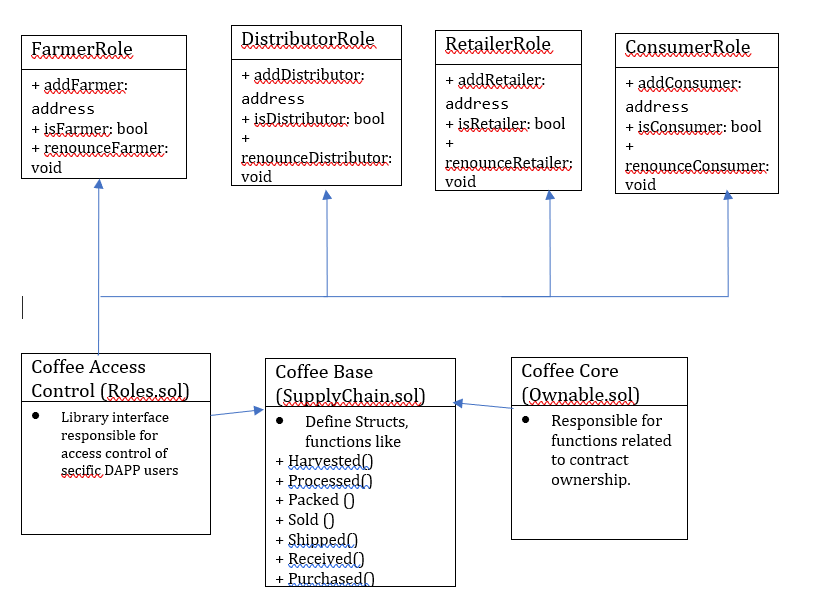 FarmerRole
+ addFarmer:
address
+ isFarmer: bool
+ renounceFarmer:
void
DistributorRole
+ addDistributor:
address
+ isDistributor: bool
+
renounceDistributor:
void
RetailerRole
+ addRetailer:
address
+ isRetailer: bool
+
renounceRetailer:
void
ConsumerRole
+ addConsumer:
address
+ isConsumer: bool
+
renounceConsumer:
void
Coffee Access
Control (Roles.sol)
● Library interface
responsible for
access control of
secific DAPP users
Coffee Base
(SupplyChain.sol)
● Define Structs,
functions like
+ Harvested()
+ Processed()
+ Packed ()
+ Sold ()
+ Shipped()
+ Received()
+ Purchased()
Coffee Core
(Ownable.sol)
● Responsible for
functions related
to contract
ownership.